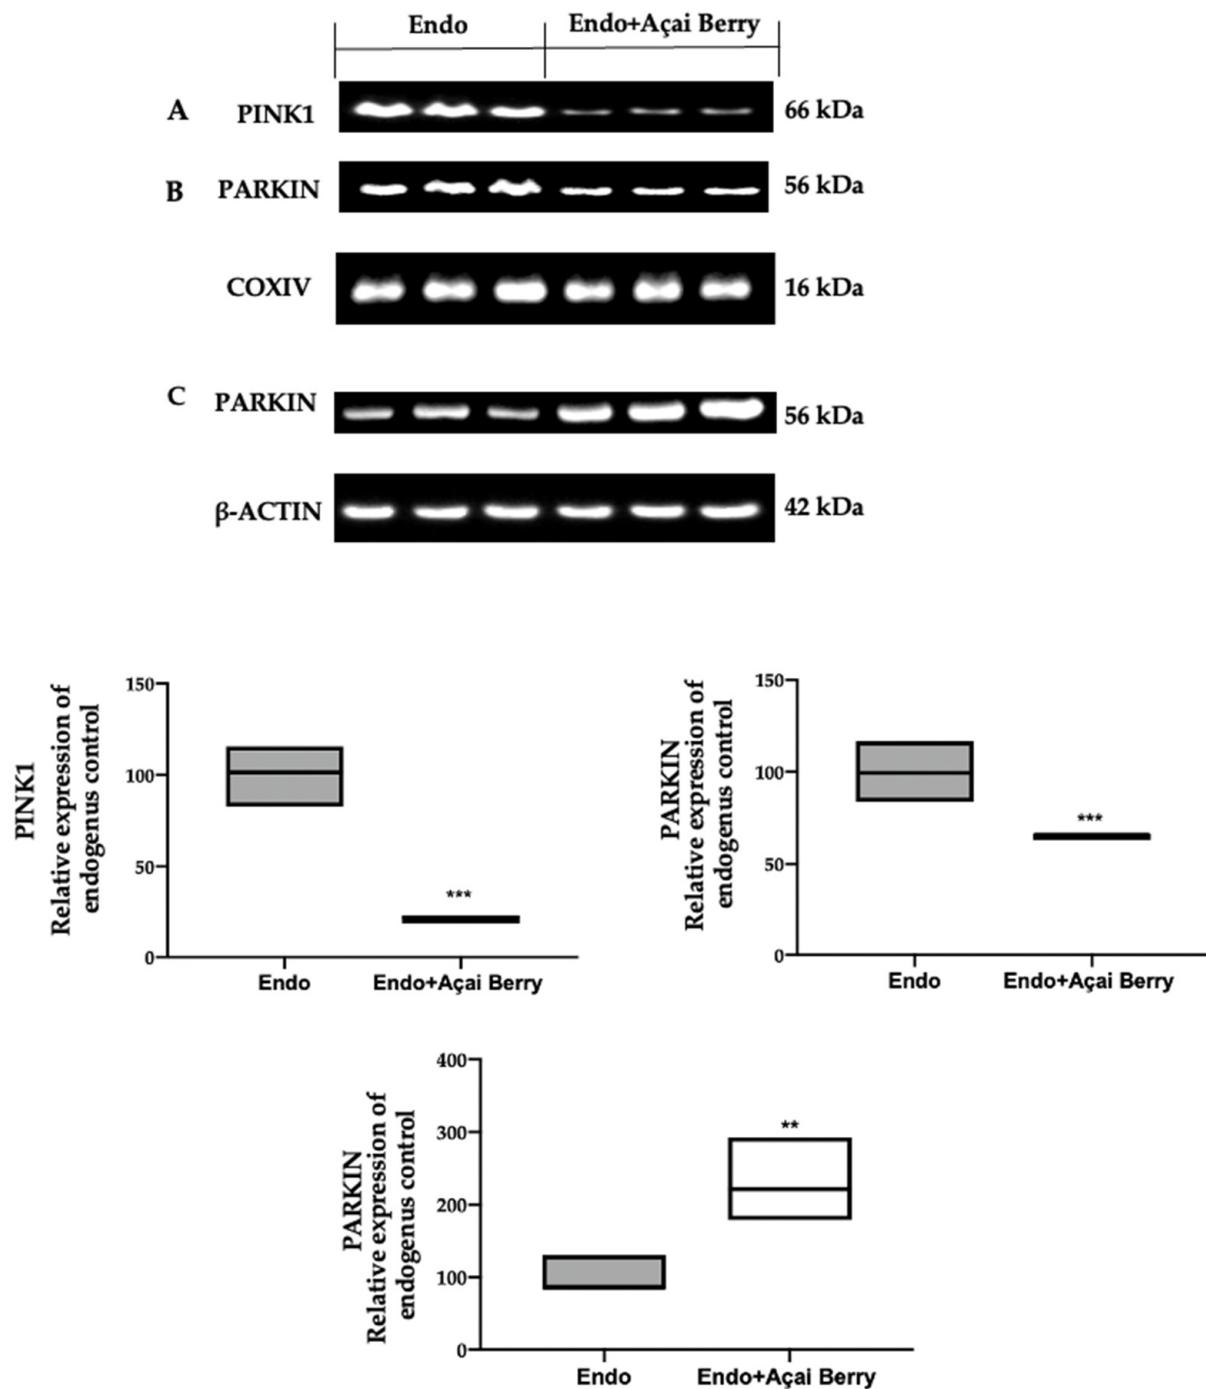 Endo Endo+Açai Berry
A PINK1 66 kDa
B PARKIN 56 kDa
COXIV 16 kDa
C PARKIN 56 kDa
β-ACTIN 42 kDa
PINK1
Relative expression of
endogenus control
150
100
50
0
***
Endo Endo+Açai Berry
PARKIN
Relative expression of
endogenus control
150
100
50
0
***
Endo Endo+Açai Berry
PARKIN
Relative expression of
endogenus control
400
300
200
100
0
**
Endo Endo+Açai Berry